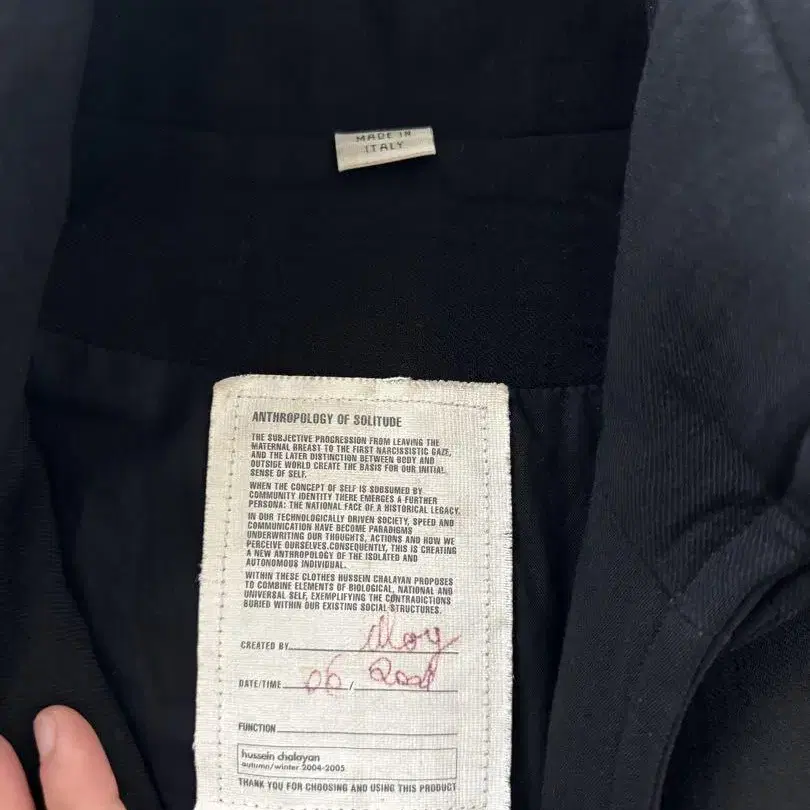 MADE IN
ITALY
ANTHROPOLOGY OF SOLITUDE
THE SUBJECTIVE PROGRESSION FROM LEAVING THE
MATERNAL BREAST TO THE FIRST NARCISSISTIC GAZE,
AND THE LATER DISTINCTION BETWEEN BODY AND
OUTSIDE WORLD CREATE THE BASIS FOR OUR INITIAL
SENSE OF SELF.
WHEN THE CONCEPT OF SELF IS SUBSUMED BY
COMMUNITY IDENTITY THERE EMERGES A FURTHER
PERSONA: THE NATIONAL FACE OF A HISTORICAL LEGACY.
IN OUR TECHNOLOGICALLY DRIVEN SOCIETY, SPEED AND
COMMUNICATION HAVE BECOME PARADIGMS
UNDERWRITING OUR THOUGHTS, ACTIONS AND HOW WE
PERCEIVE OURSELVES.CONSEQUENTLY, THIS IS CREATING
A NEW ANTHROPOLOGY OF THE ISOLATED AND
AUTONOMOUS INDIVIDUAL.
WITHIN THESE CLOTHES HUSSEIN CHALAYAN PROPOSES
TO COMBINE ELEMENTS OF BIOLOGICAL, NATIONAL AND
UNIVERSAL SELF, EXEMPLIFYING THE CONTRADICTIONS
BURIED WITHIN OUR EXISTING SOCIAL STRUCTURES.
CREATED BY
DATE/TIME 06 /
FUNCTION
hussein chalayan
autumn/winter 2004-2005
THANK YOU FOR CHOOSING AND USING THIS PRODUCT